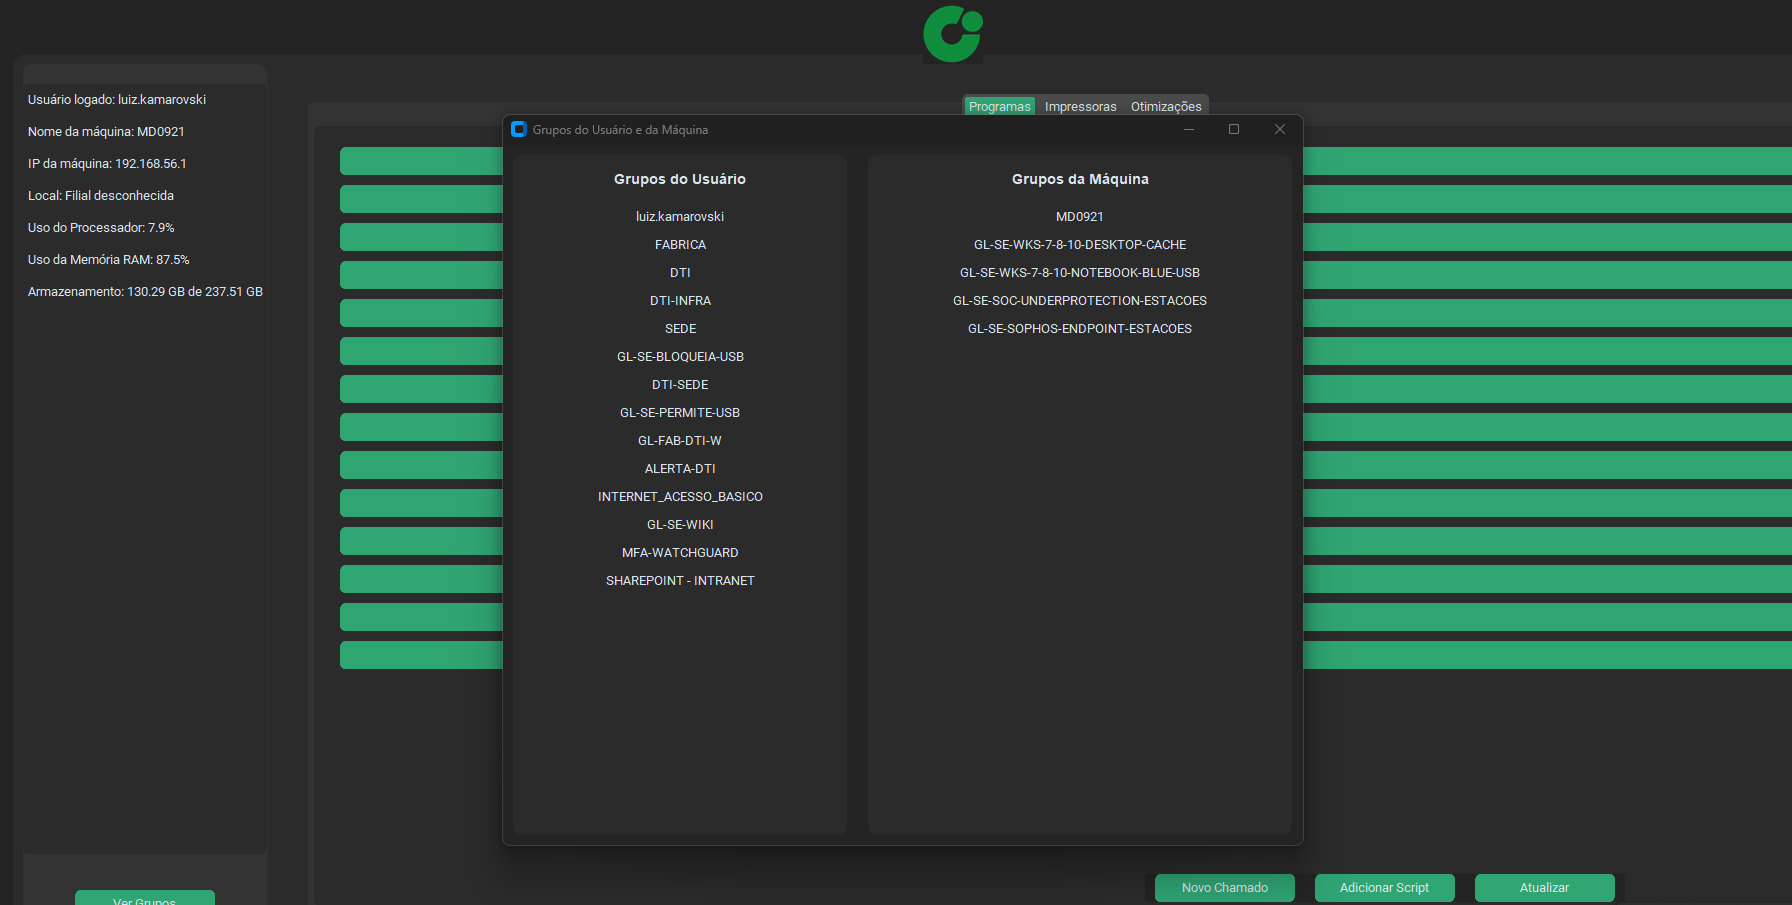 Usuário logado: luiz.kamarovski
Nome da máquina: MD0921
IP da máquina: 192.168.56.1
Local: Filial desconhecida
Uso do Processador: 7.9%
Uso da Memória RAM: 87.5%
Armazenamento: 130.29 GB de 237.51 GB
Ver Grupos
Programas Impressoras Otimizações
Grupos do Usuário e da Máquina
Grupos do Usuário
luiz.kamarovski
FABRICA
DTI
DTI-INFRA
SEDE
GL-SE-BLOQUEIA-USB
DTI-SEDE
GL-SE-PERMITE-USB
GL-FAB-DTI-W
ALERTA-DTI
INTERNET_ACESSO_BASICO
GL-SE-WIKI
MFA-WATCHGUARD
SHAREPOINT - INTRANET
Grupos da Máquina
MD0921
GL-SE-WKS-7-8-10-DESKTOP-CACHE
GL-SE-WKS-7-8-10-NOTEBOOK-BLUE-USB
GL-SE-SOC-UNDERPROTECTION-ESTACOES
GL-SE-SOPHOS-ENDPOINT-ESTACOES
Novo Chamado Adicionar Script Atualizar